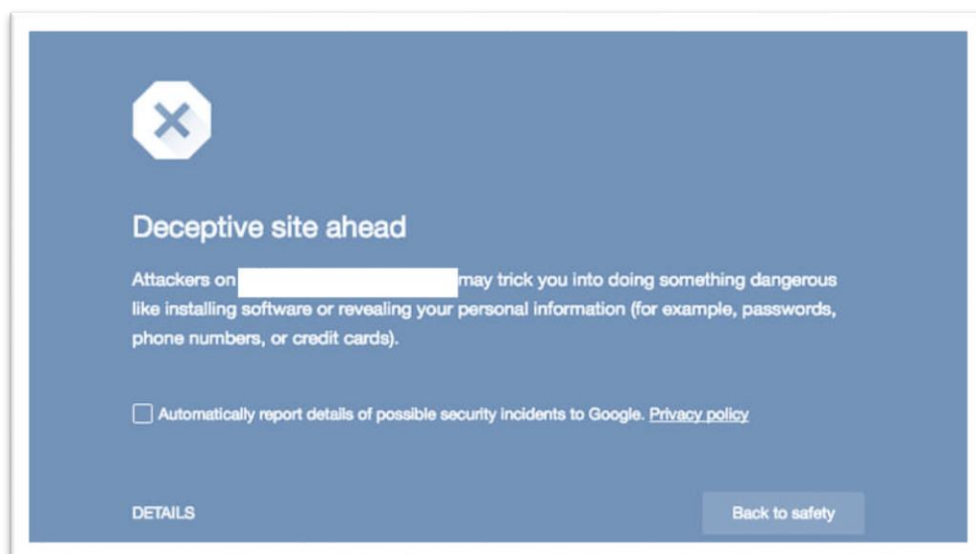 Deceptive site ahead
Attackers on may trick you into doing something dangerous
like installing software or revealing your personal information (for example, passwords,
phone numbers, or credit cards).
Automatically report details of possible security incidents to Google. Privacy policy
DETAILS
Back to safety